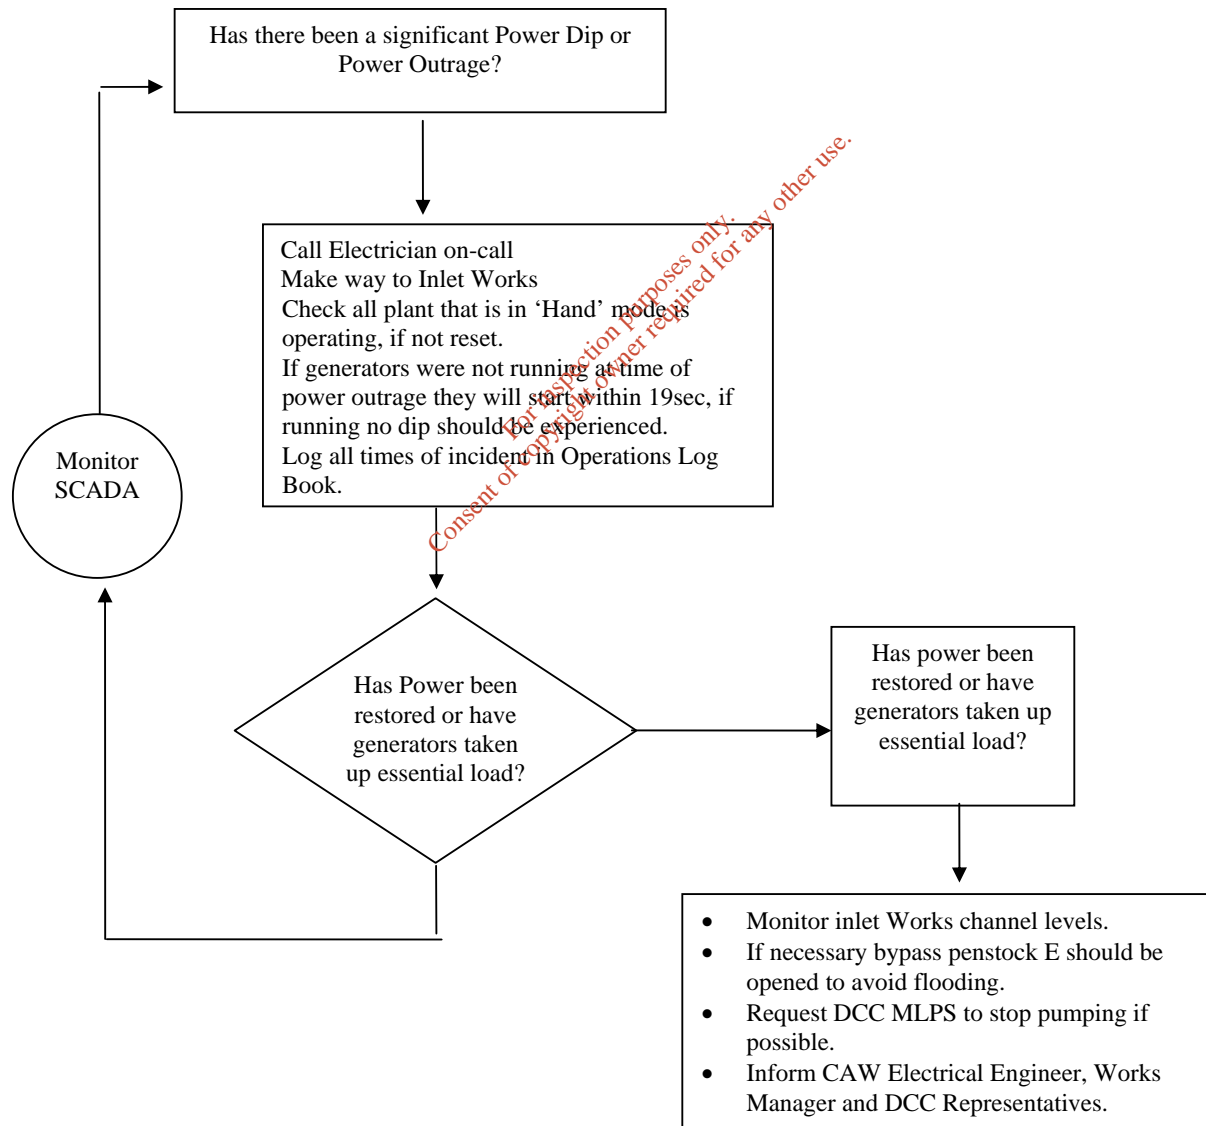 Has there been a significant Power Dip or
Power Outrage?
Call Electrician on-call
Make way to Inlet Works
Check all plant that is in ‘Hand’ mode is
operating, if not reset.
If generators were not running at time of
power outrage they will start within 19sec, if
running no dip should be experienced.
Log all times of incident in Operations Log
Book.
For inspection purposes only.
Consent of copyright owner required for any other use.
Monitor
SCADA
Has Power been
restored or have
generators taken
up essential load?
Has power been
restored or have
generators taken up
essential load?
• Monitor inlet Works channel levels.
• If necessary bypass penstock E should be
opened to avoid flooding.
• Request DCC MLPS to stop pumping if
possible.
• Inform CAW Electrical Engineer, Works
Manager and DCC Representatives.